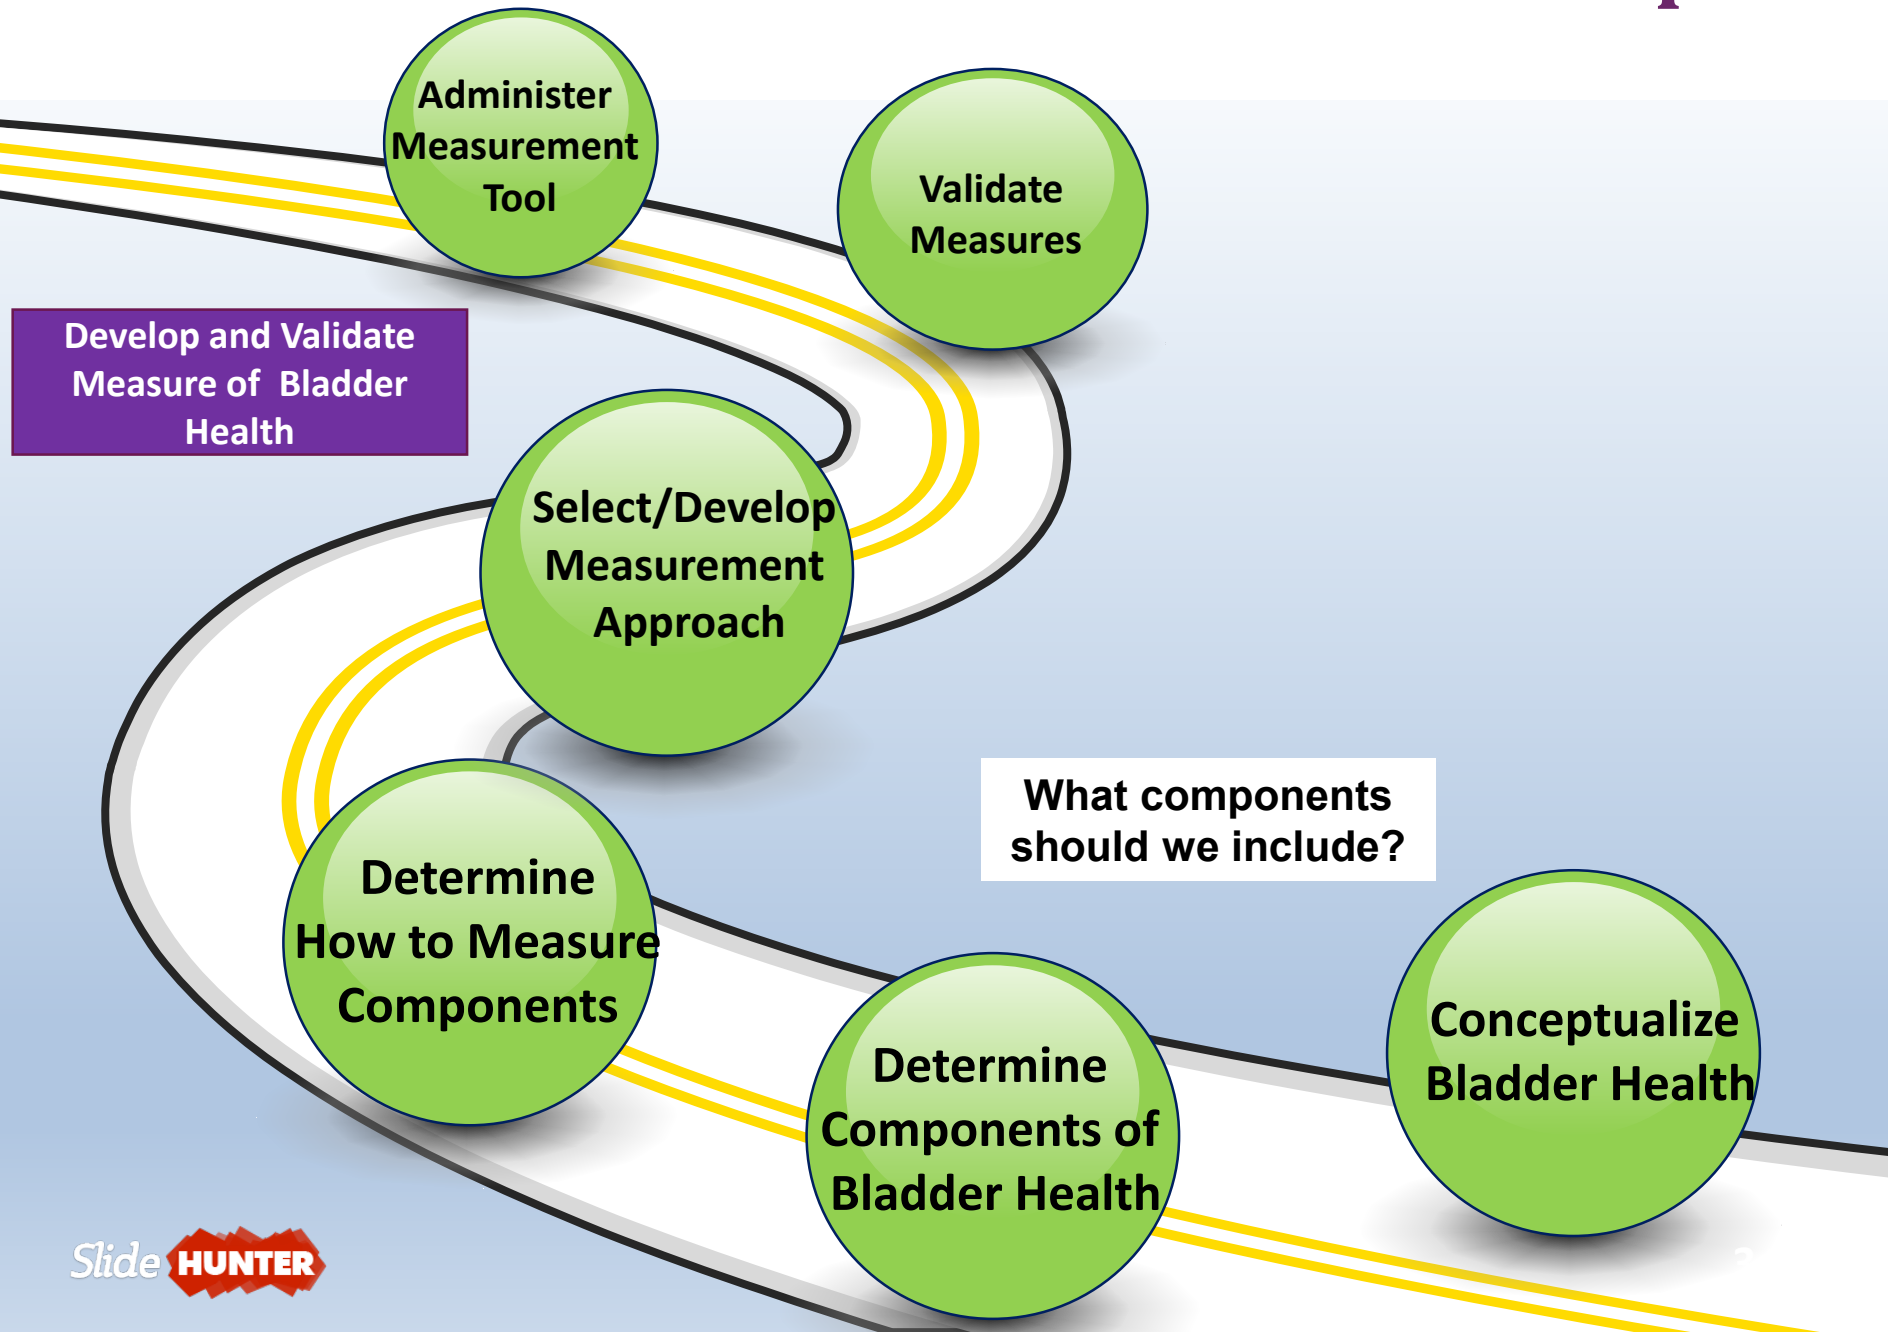 Administer
Measurement
Tool
Validate
Measures
Develop and Validate
Measure of Bladder
Health
Select/Develop
Measurement
Approach
What components
should we include?
Determine
How to Measure
Components
Conceptualize
Bladder Health
Determine
Components of
Bladder Health
Slide HUNTER